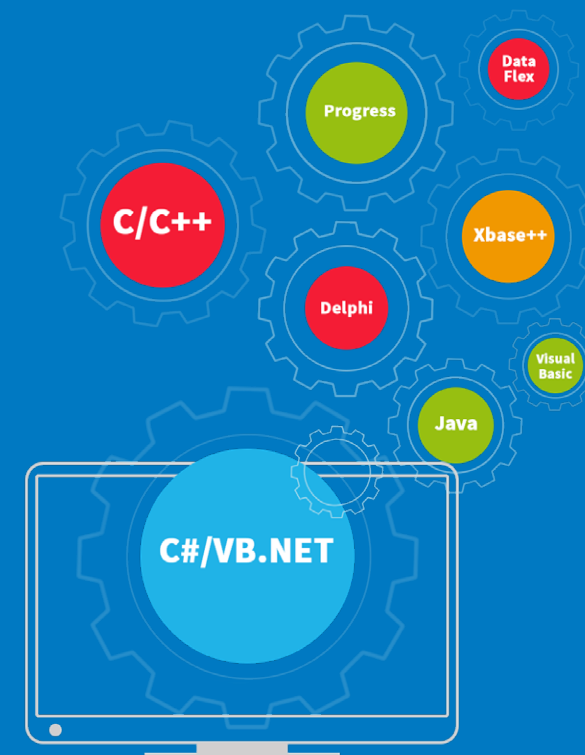 Data
Flex
Progress
C/C++
Xbase++
Delphi
Visual
Basic
Java
C#/VB.NET